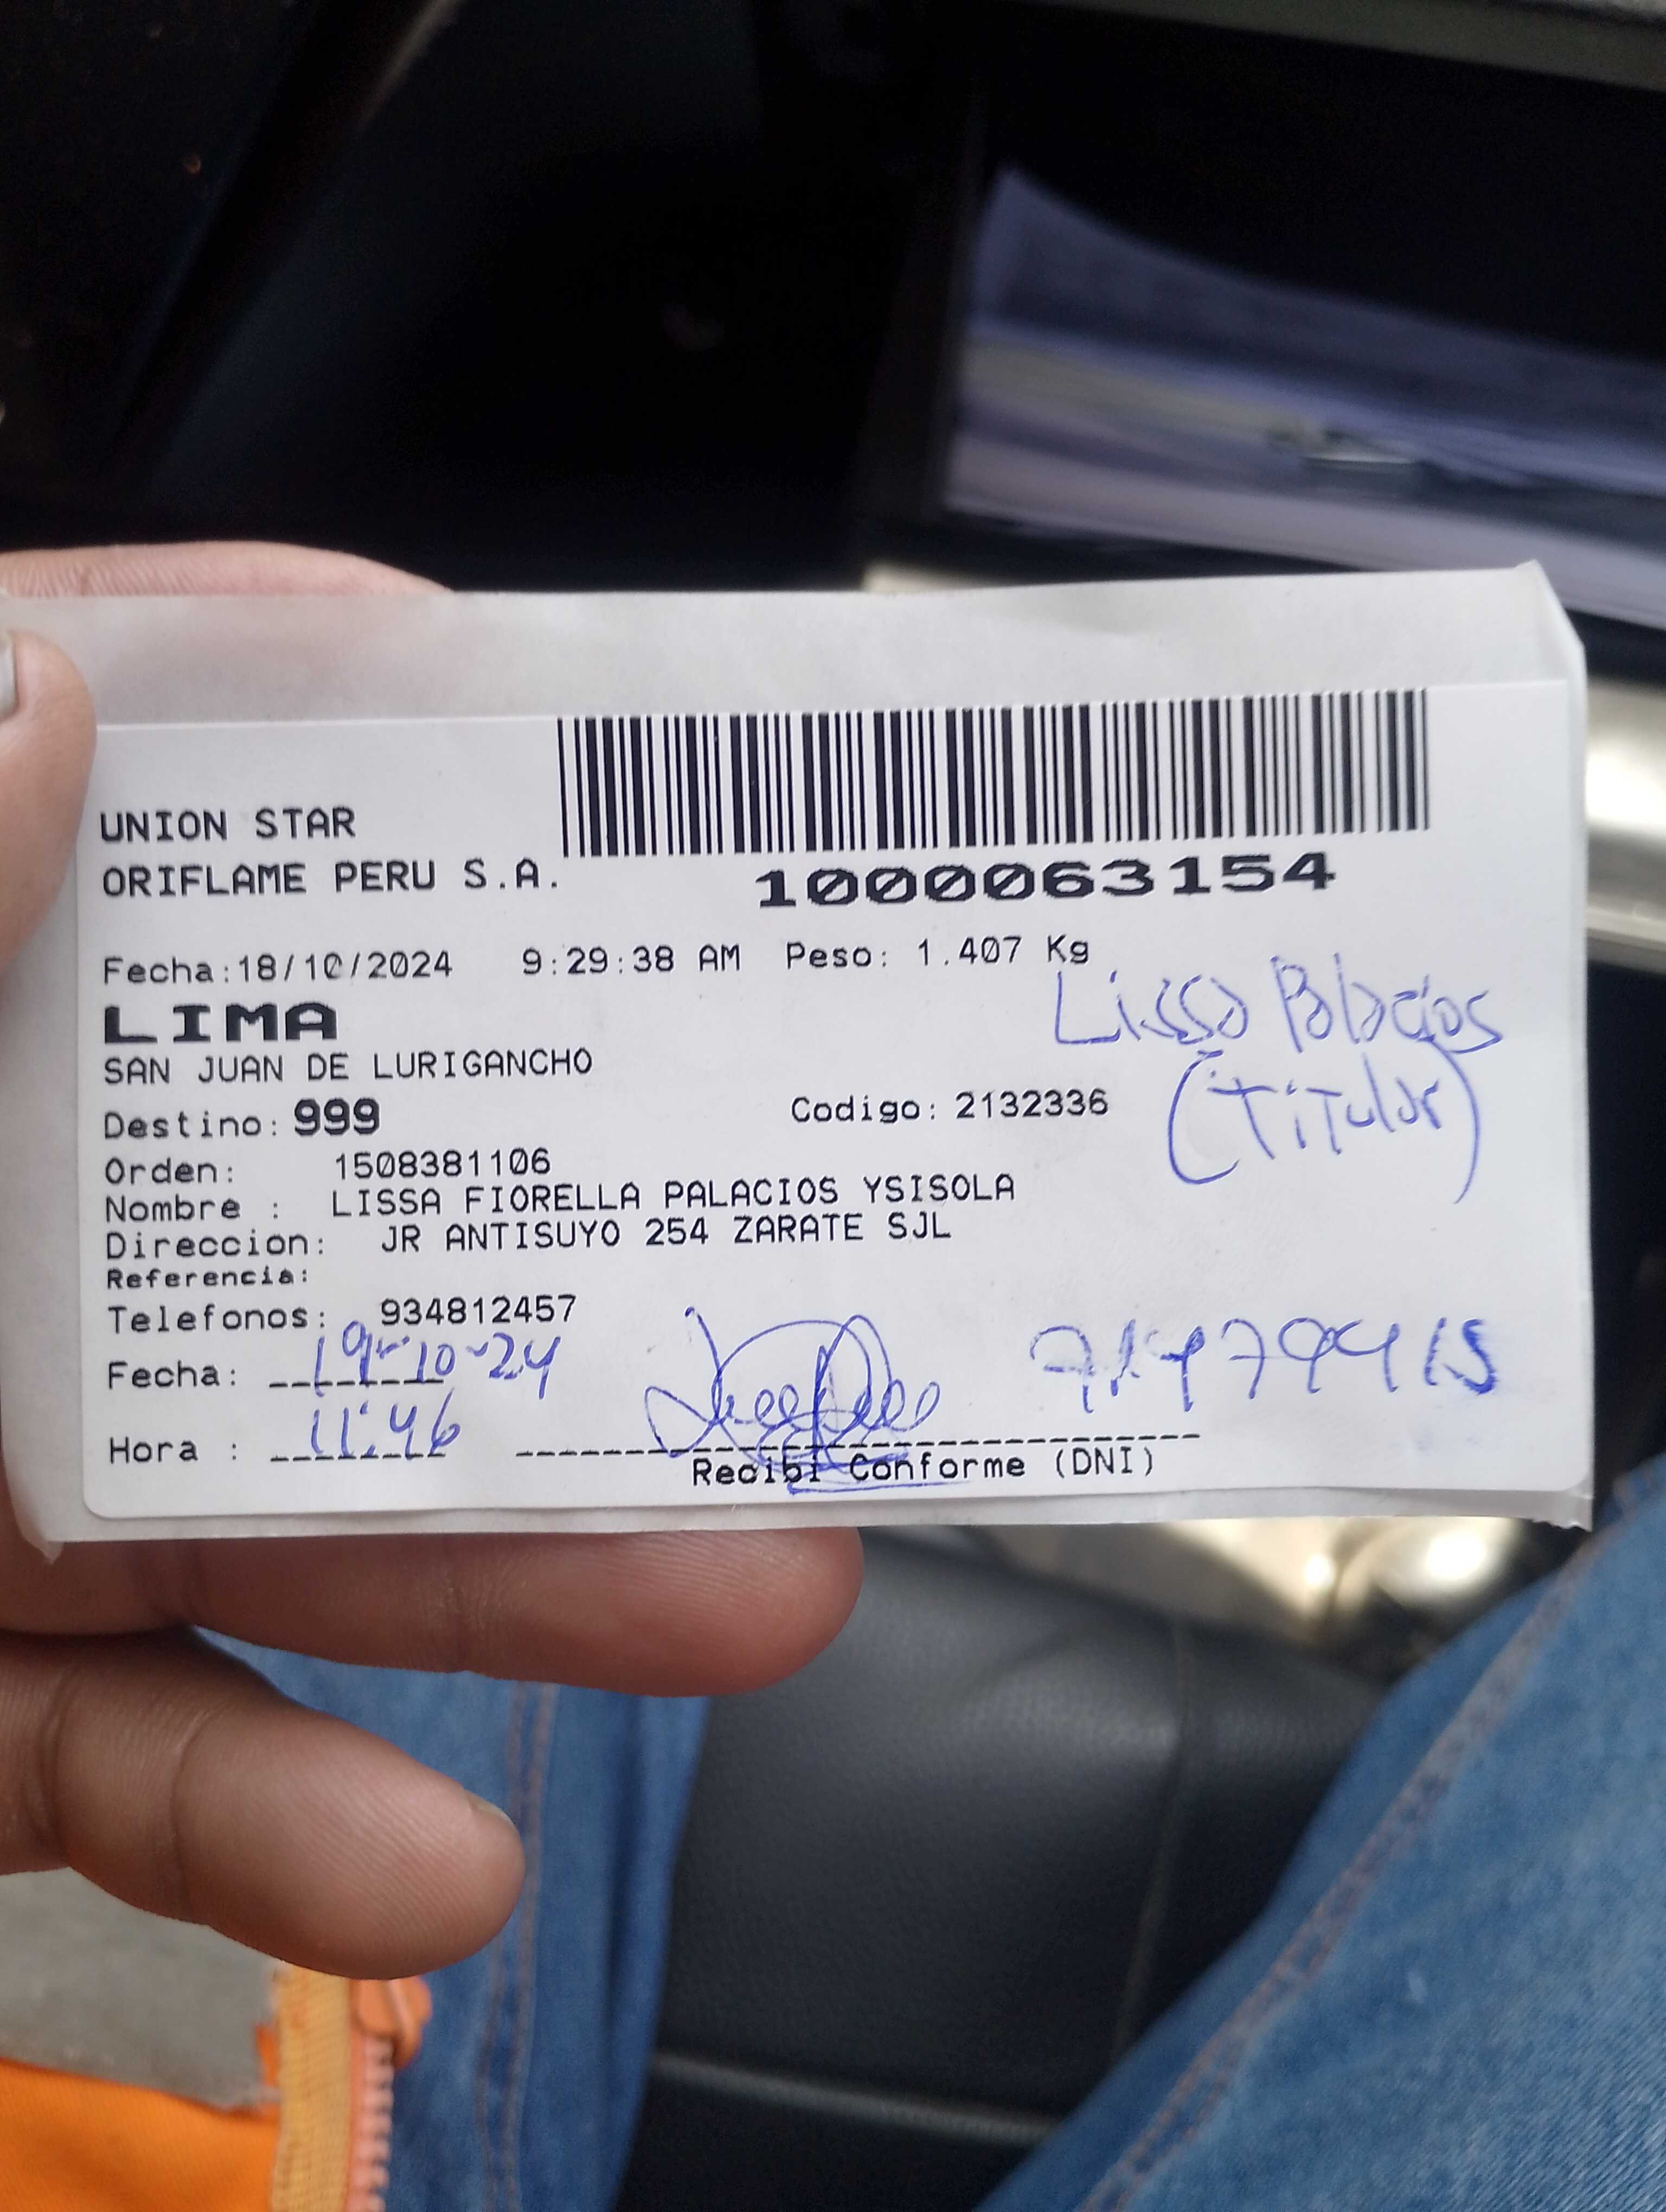 UNION STAR
ORIFLAME PERU S.A.
1000063154
Fecha:18/10/2024 9:29:38 AM Peso: 1.407 Kg
LIMA
Lissa Palacios
SAN JUAN DE LURIGANCHO
(Titular)
Destino: 999 Codigo: 2132336
Orden: 1508381106
Nombre : LISSA FIORELLA PALACIOS YSISOLA
Direccion: JR ANTISUYO 254 ZARATE SJL
Referencia:
Telefonos: 934812457
Fecha: 19-10-24
Hora : 11:46
Recibi Conforme (DNI)